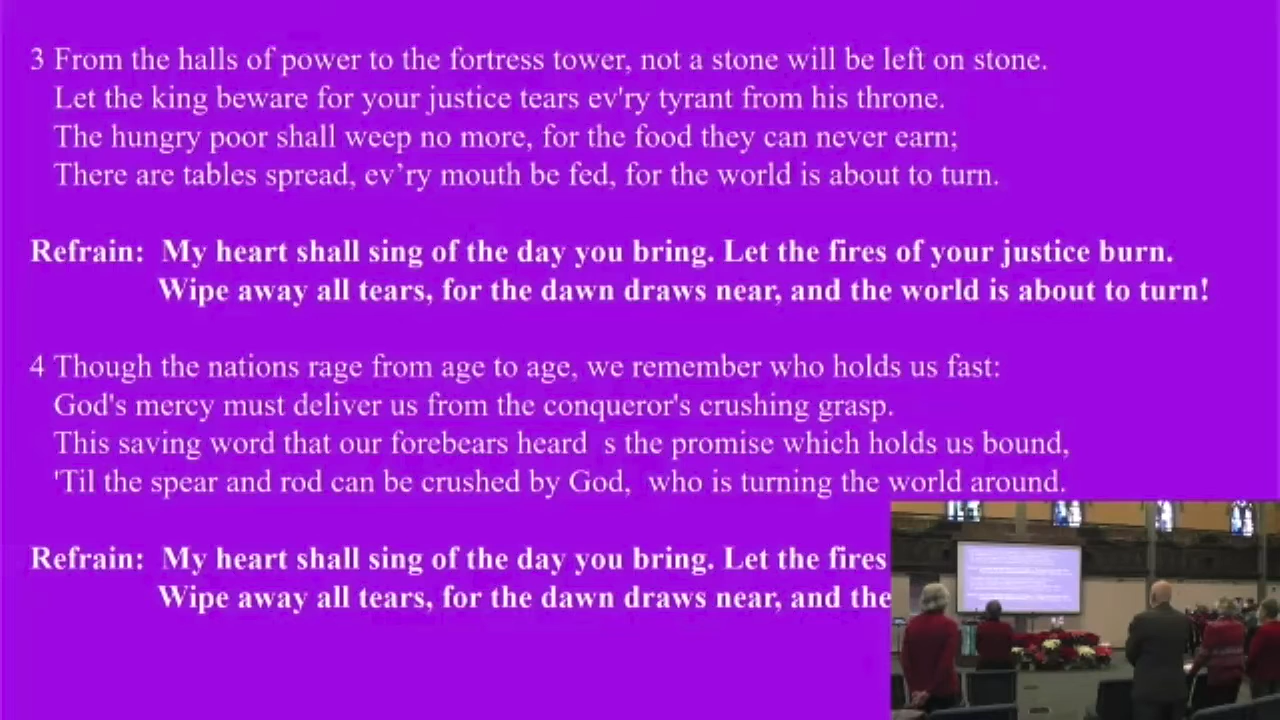 3 From the halls of power to the fortress tower, not a stone will be left on stone.
Let the king beware for your justice tears ev'ry tyrant from his throne.
The hungry poor shall weep no more, for the food they can never earn;
There are tables spread, ev’ry mouth be fed, for the world is about to turn.
Refrain: My heart shall sing of the day you bring. Let the fires of your justice burn.
Wipe away all tears, for the dawn draws near, and the world is about to turn!
4 Though the nations rage from age to age, we remember who holds us fast:
God's mercy must deliver us from the conqueror's crushing grasp.
This saving word that our forebears heard s the promise which holds us bound,
'Til the spear and rod can be crushed by God, who is turning the world around.
Refrain: My heart shall sing of the day you bring. Let the fires
Wipe away all tears, for the dawn draws near, and the